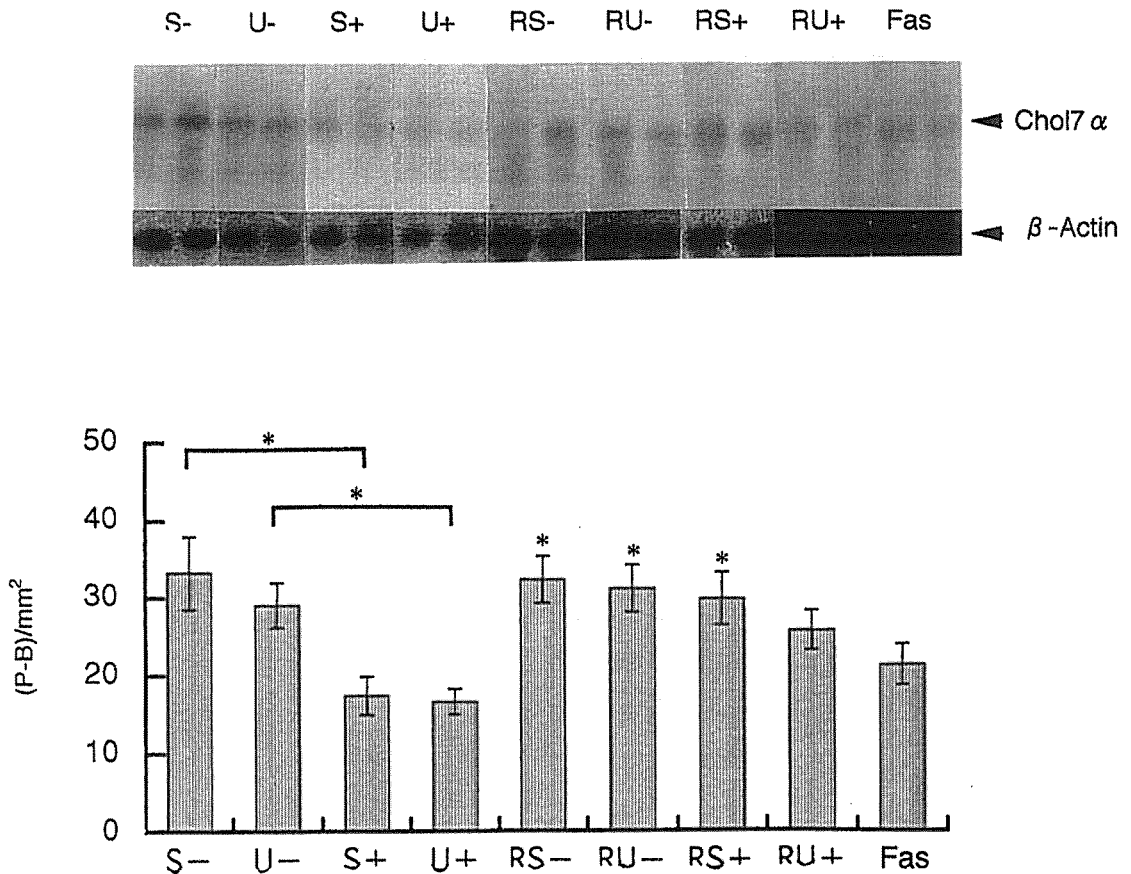 S- U- S+ U+ RS- RU- RS+ RU+ Fas
Chol7 α
β-Actin
50
*
*
40
* * *
30
20
10
0
(P-B)/mm²
S− U− S+ U+ RS− RU− RS+ RU+ Fas